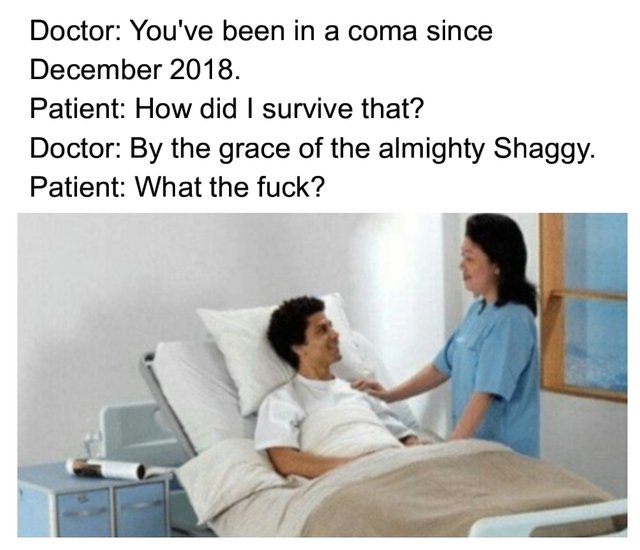 Doctor: You've been in a coma since
December 2018.
Patient: How did I survive that?
Doctor: By the grace of the almighty Shaggy.
Patient: What the fuck?